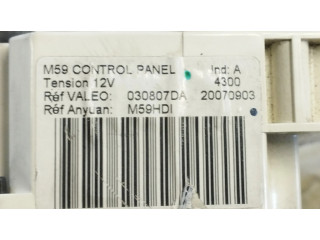 M59 CONTROL PANEL Ind: A
Tension 12V 4300
Réf VALEO: 030807DA 20070903
Réf Anyuan: M59HDI